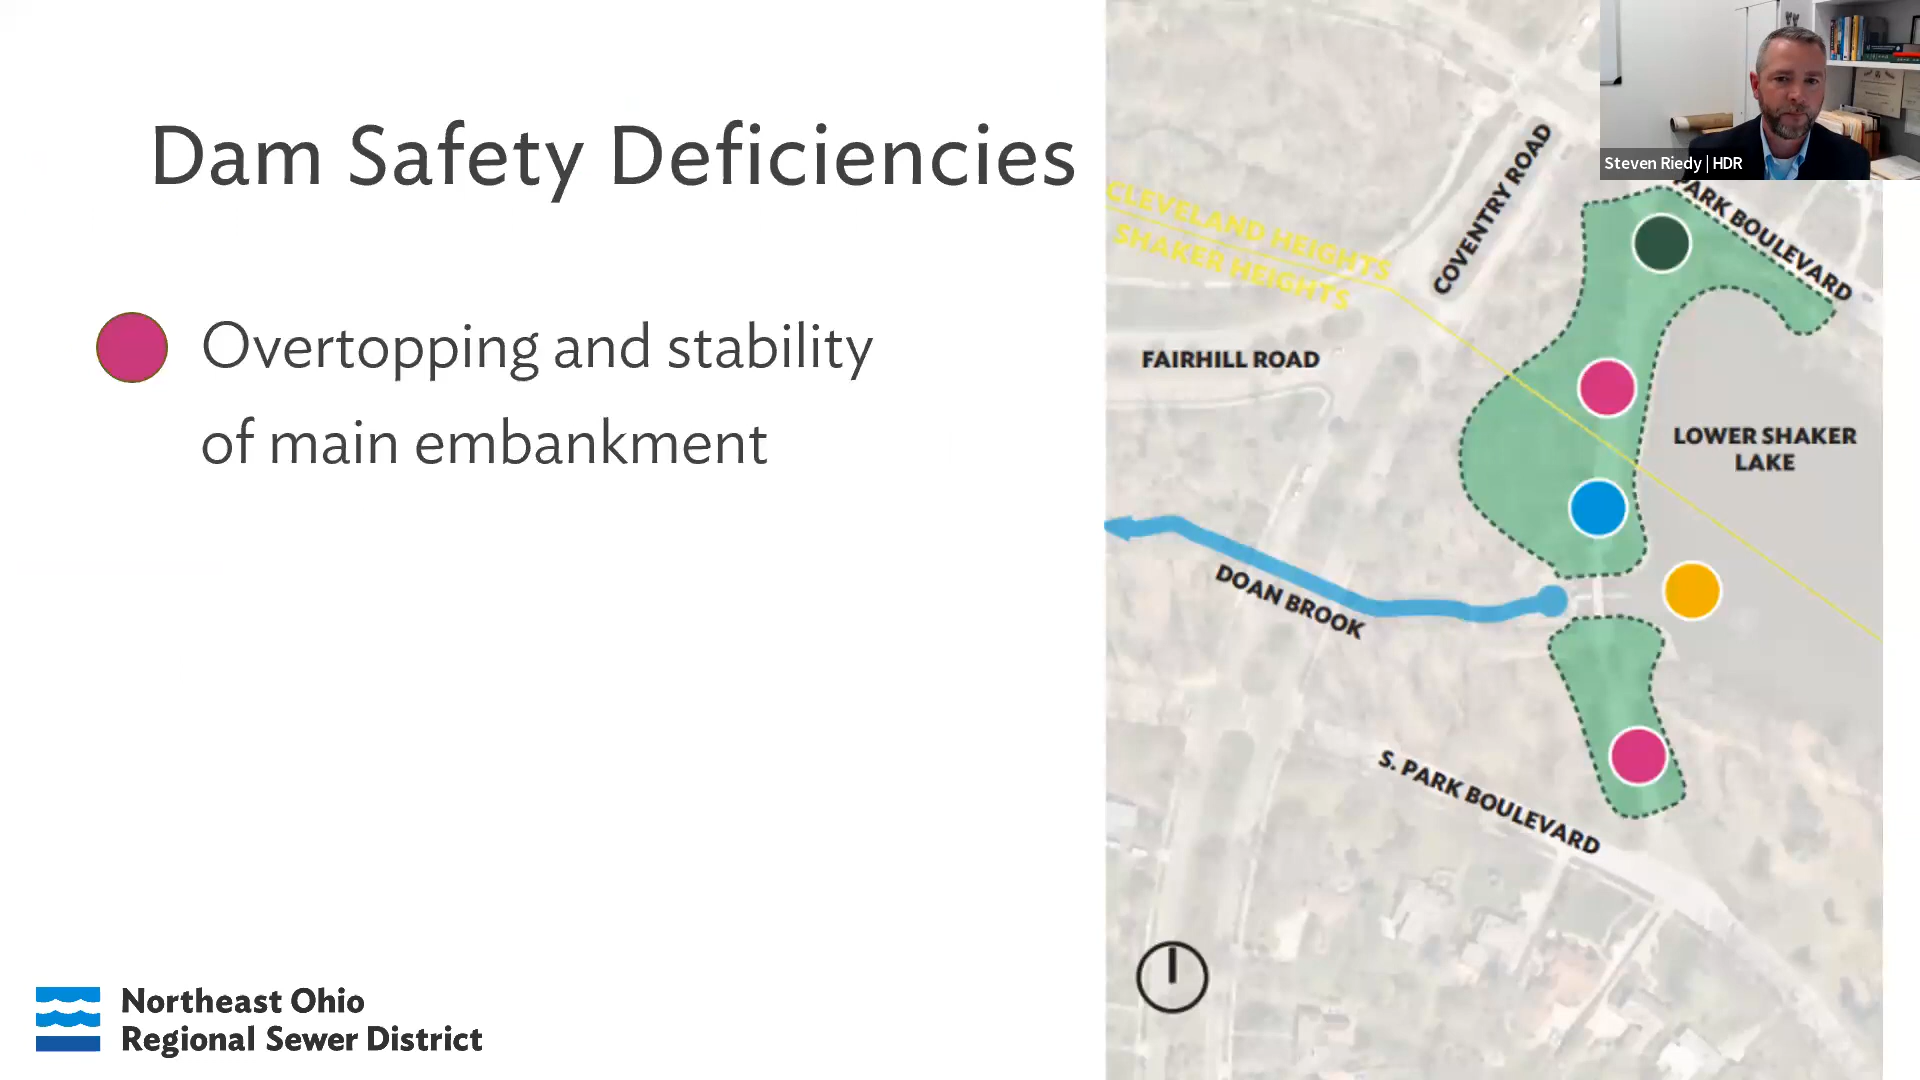 Dam Safety Deficiencies
Overtopping and stability
of main embankment
Northeast Ohio
Regional Sewer District
Steven Riedy | HDR
COVENTRY ROAD
PARK BOULEVARD
CLEVELAND HEIGHTS
SHAKER HEIGHTS
FAIRHILL ROAD
LOWER SHAKER
LAKE
DOAN BROOK
S. PARK BOULEVARD